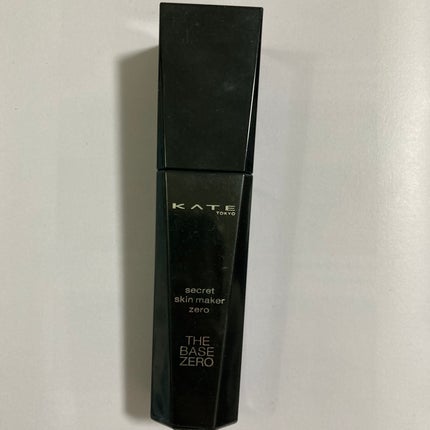 KATE
TOKYO
secret
skin maker
zero
THE
BASE
ZERO